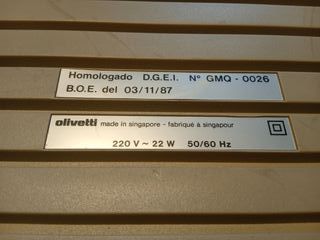 Homologado D.G.E.I. Nº GMQ - 0026
B.O.E. del 03/11/87
olivetti made in singapore - fabriqué à singapour
220 V ~ 22 W 50/60 Hz